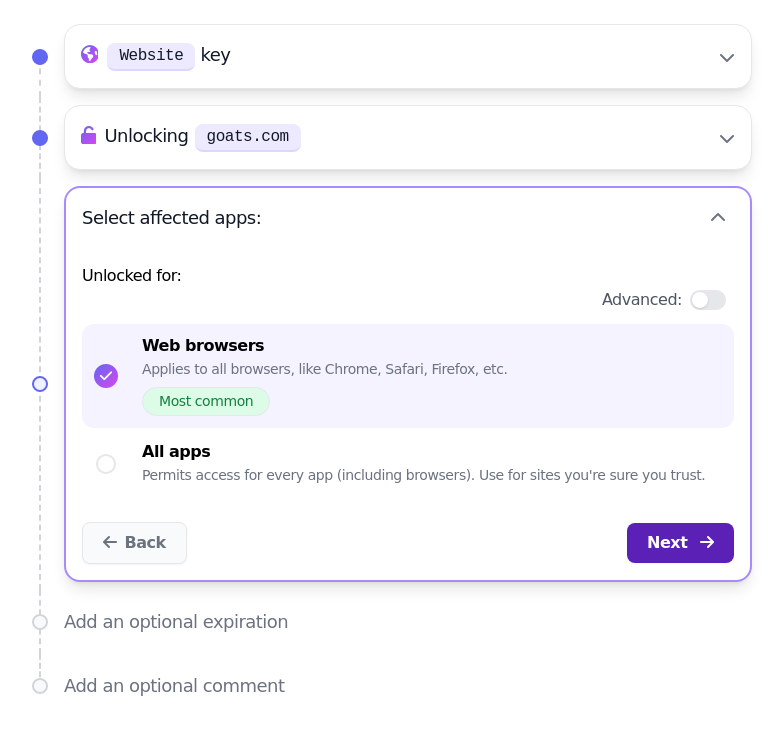 Website key
Unlocking goats.com
Select affected apps:
Unlocked for:
Advanced:
Web browsers
Applies to all browsers, like Chrome, Safari, Firefox, etc.
Most common
All apps
Permits access for every app (including browsers). Use for sites you're sure you trust.
Back
Next
Add an optional expiration
Add an optional comment